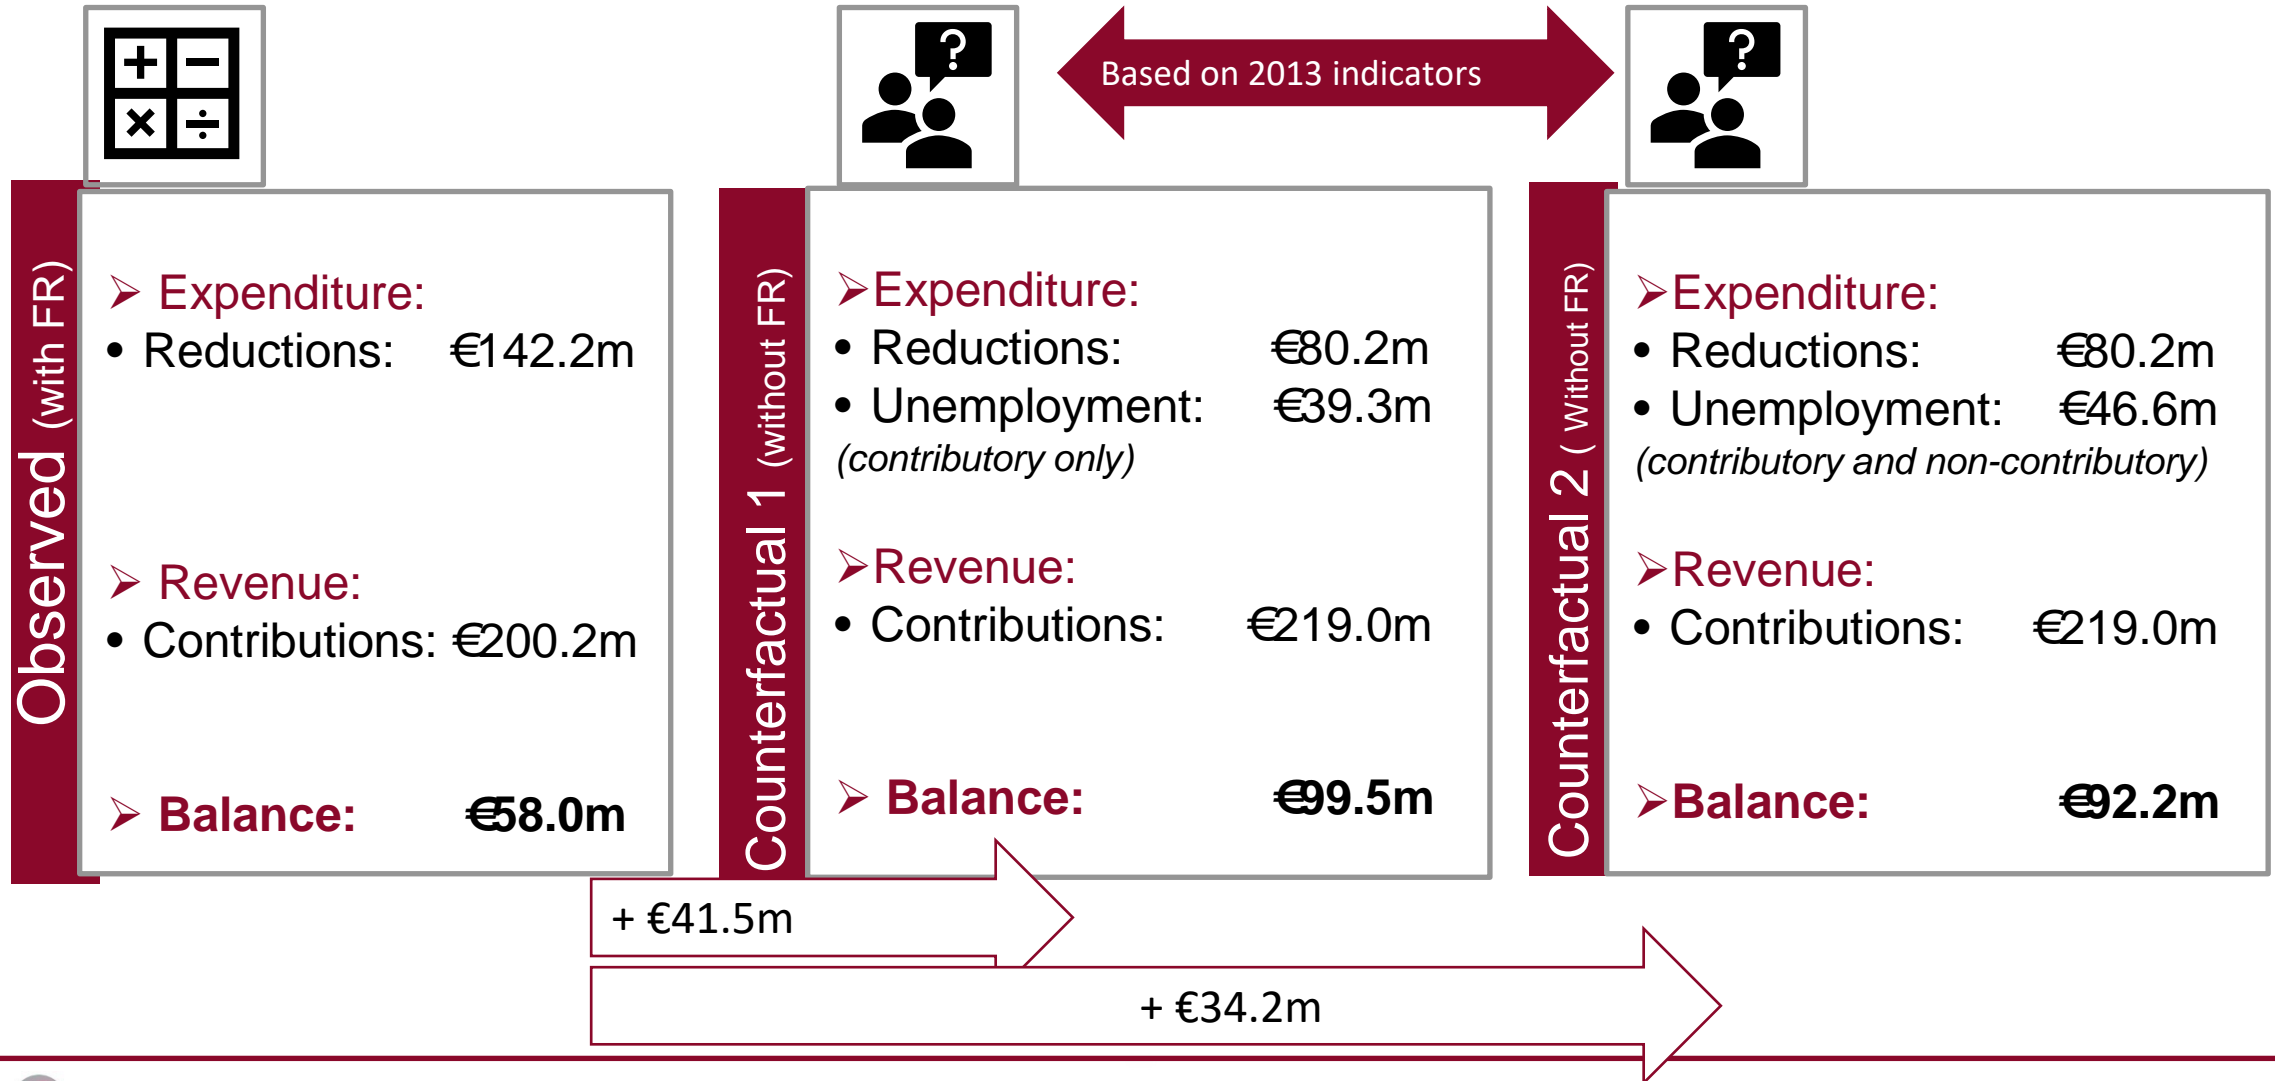 Based on 2013 indicators
Observed (with FR)
➢ Expenditure:
• Reductions: €142.2m
➢ Revenue:
• Contributions: €200.2m
➢ Balance: €58.0m
Counterfactual 1 (without FR)
➢Expenditure:
• Reductions: €80.2m
• Unemployment: €39.3m
(contributory only)
➢Revenue:
• Contributions: €219.0m
➢ Balance: €99.5m
Counterfactual 2 ( Without FR)
➢Expenditure:
• Reductions: €80.2m
• Unemployment: €46.6m
(contributory and non-contributory)
➢Revenue:
• Contributions: €219.0m
➢Balance: €92.2m
+ €41.5m
+ €34.2m